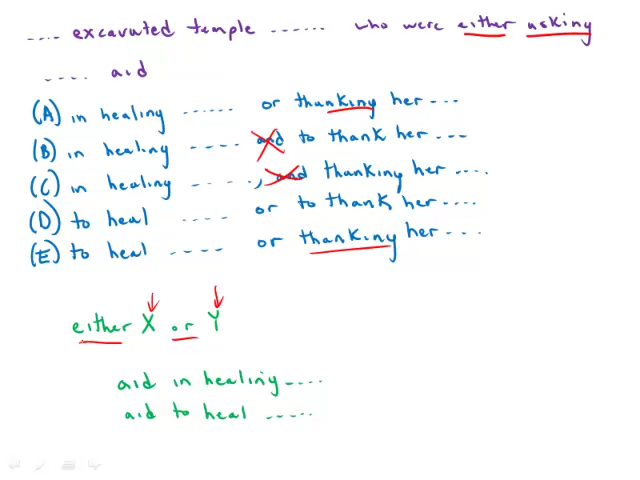 .... excavated temple ...... who were either asking
.... aid
(A) in healing ..... or thanking her ...
(B) in healing .... and to thank her ...
(C) in healing ....., and thanking her ....
(D) to heal .... or to thank her ....
(E) to heal .... or thanking her ...
either X or Y
aid in healing ....
aid to heal .....